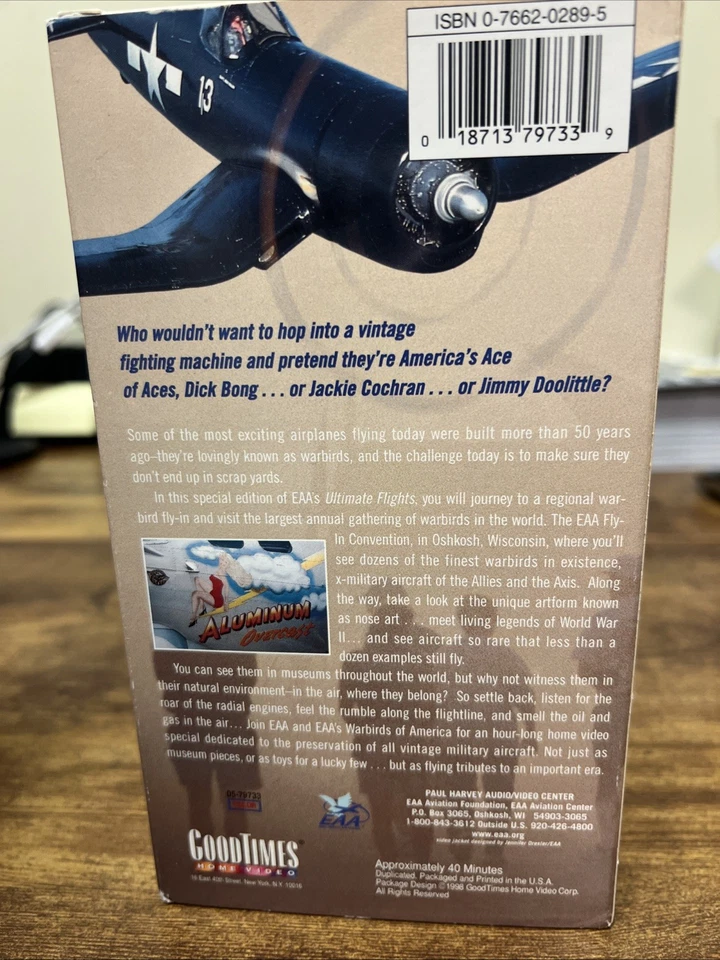 ISBN 0-7662-0289-5
0 18713 79733 9
13
Who wouldn't want to hop into a vintage
fighting machine and pretend they're America's Ace
of Aces, Dick Bong . . . or Jackie Cochran . . . or Jimmy Doolittle?
Some of the most exciting airplanes flying today were built more than 50 years
ago–they're lovingly known as warbirds, and the challenge today is to make sure they
don't end up in scrap yards.
In this special edition of EAA's Ultimate Flights, you will journey to a regional war-
bird fly-in and visit the largest annual gathering of warbirds in the world. The EAA Fly-
In Convention, in Oshkosh, Wisconsin, where you'll
see dozens of the finest warbirds in existence,
x-military aircraft of the Allies and the Axis. Along
the way, take a look at the unique artform known
as nose art . . . meet living legends of World War
II... and see aircraft so rare that less than a
dozen examples still fly.
ALUMINUM
Overcast
You can see them in museums throughout the world, but why not witness them in
their natural environment–in the air, where they belong? So settle back, listen for the
roar of the radial engines, feel the rumble along the flightline, and smell the oil and
gas in the air... Join EAA and EAA's Warbirds of America for an hour-long home video
special dedicated to the preservation of all vintage military aircraft. Not just as
museum pieces, or as toys for a lucky few . . . but as flying tributes to an important era.
05-79733
EAA
PAUL HARVEY AUDIO/VIDEO CENTER
EAA Aviation Foundation, EAA Aviation Center
P.O. Box 3065, Oshkosh, WI 54903-3065
1-800-843-3612 Outside U.S. 920-426-4800
www.eaa.org
video jacket designed by Jennifer Drexler/EAA
GOODTIMES
HOME VIDEO
16 East 40th Street, New York, N.Y. 10016
Approximately 40 Minutes
Duplicated, Packaged and Printed in the U.S.A.
Package Design ©1998 GoodTimes Home Video Corp.
All Rights Reserved